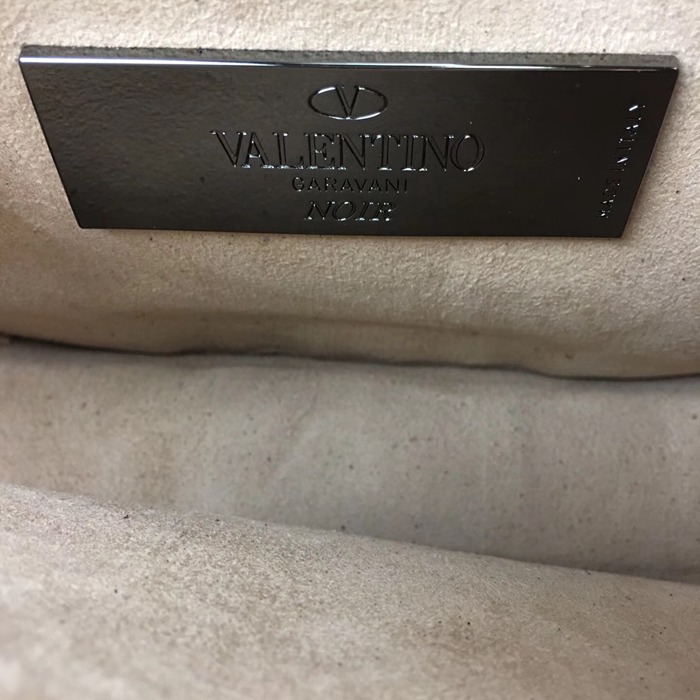 V
VALENTINO
GARAVANI
NOIR
MADE IN ITALY